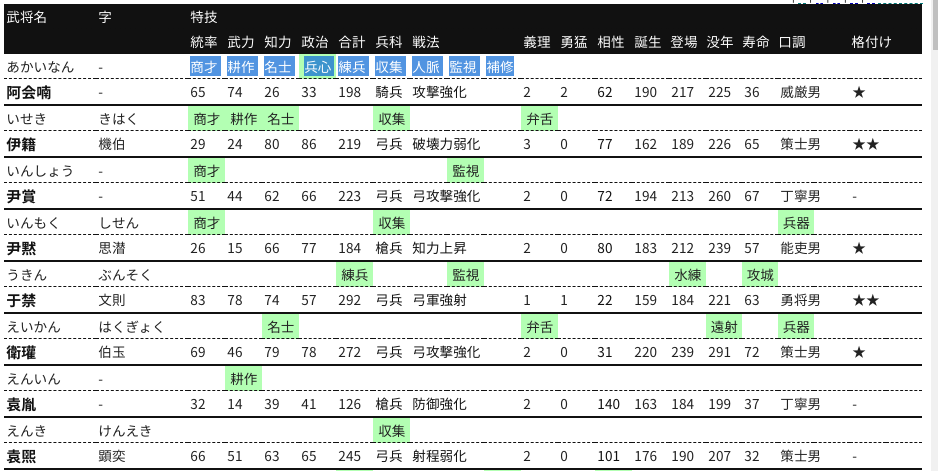 武将名 字 特技
統率 武力 知力 政治 合計 兵科 戦法 義理 勇猛 相性 誕生 登場 没年 寿命 口調 格付け
あかいなん - 商才 耕作 名士 兵心 練兵 収集 人脈 監視 補修
阿会喃 - 65 74 26 33 198 騎兵 攻撃強化 2 2 62 190 217 225 36 威厳男 ★
いせき きはく 商才 耕作 名士 収集 弁舌
伊籍 機伯 29 24 80 86 219 弓兵 破壊力弱化 3 0 77 162 189 226 65 策士男 ★★
いんしょう - 商才 監視
尹賞 - 51 44 62 66 223 弓兵 弓攻撃強化 2 0 72 194 213 260 67 丁寧男 -
いんもく しせん 商才 収集 兵器
尹黙 思潜 26 15 66 77 184 槍兵 知力上昇 2 0 80 183 212 239 57 能吏男 ★
うきん ぶんそく 練兵 監視 水練 攻城
于禁 文則 83 78 74 57 292 弓兵 弓軍強射 1 1 22 159 184 221 63 勇将男 ★★
えいかん はくぎょく 名士 弁舌 遠射 兵器
衛瓘 伯玉 69 46 79 78 272 弓兵 弓攻撃強化 2 0 31 220 239 291 72 策士男 ★
えんいん - 耕作
袁胤 - 32 14 39 41 126 槍兵 防御強化 2 0 140 163 184 199 37 丁寧男 -
えんき けんえき 収集
袁煕 顕奕 66 51 63 65 245 弓兵 射程弱化 2 0 101 176 190 207 32 策士男 -